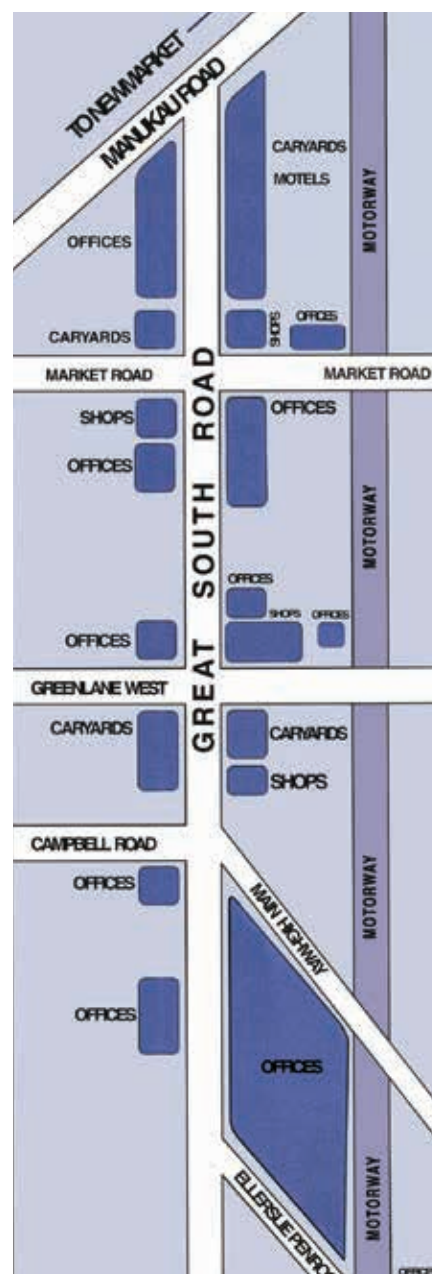 TO NEWMARKET
MANUKAU ROAD
CARYARDS
MOTELS
MOTORWAY
OFFICES
CARYARDS
SHOPS
OFFICES
MARKET ROAD
MARKET ROAD
GREAT SOUTH ROAD
SHOPS
OFFICES
OFFICES
MOTORWAY
OFFICES
SHOPS
OFFICES
OFFICES
GREENLANE WEST
CARYARDS
CARYARDS
SHOPS
CAMPBELL ROAD
MOTORWAY
MAIN HIGHWAY
OFFICES
OFFICES
OFFICES
MOTORWAY
ELLERSLIE